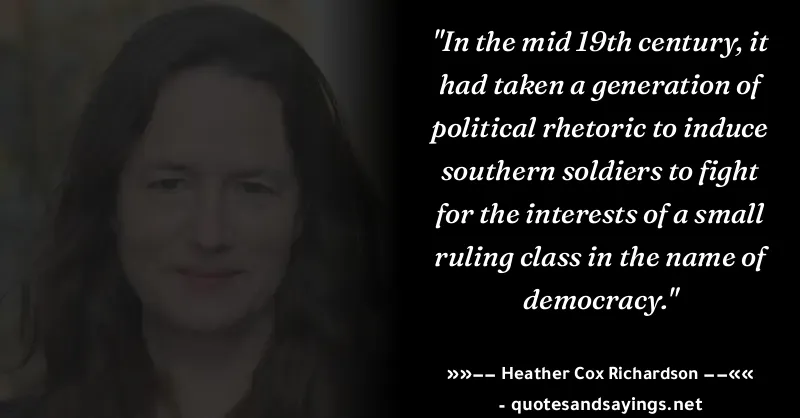 "In the mid 19th century, it
had taken a generation of
political rhetoric to induce
southern soldiers to fight
for the interests of a small
ruling class in the name of
democracy."
»»–– Heather Cox Richardson ––««
- quotesandsayings.net